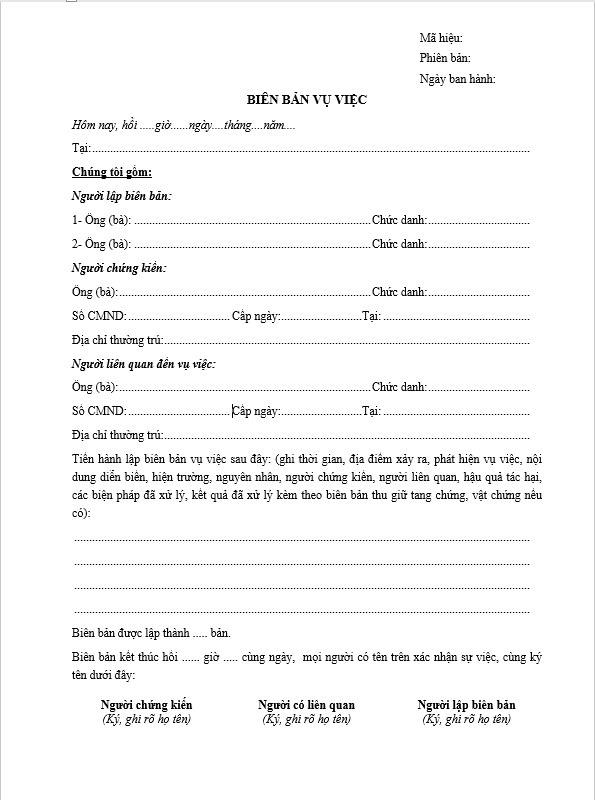 Mã hiệu:
Phiên bản:
Ngày ban hành:
BIÊN BẢN VỤ VIỆC
Hôm nay, hồi .....giờ......ngày....tháng....năm....
Tại:..........................................................................................
Chúng tôi gồm:
Người lập biên bản:
1- Ông (bà): ..........................................................Chức danh:.........................
2- Ông (bà): ..........................................................Chức danh:.........................
Người chứng kiến:
Ông (bà):..............................................................Chức danh:.........................
Số CMND:......................... Cấp ngày:....................Tại: ....................................
Địa chỉ thường trú:..........................................................................................
Người liên quan đến vụ việc:
Ông (bà):..............................................................Chức danh:.........................
Số CMND:......................... Cấp ngày:....................Tại: ....................................
Địa chỉ thường trú:..........................................................................................
Tiến hành lập biên bản vụ việc sau đây: (ghi thời gian, địa điểm xảy ra, phát hiện vụ việc, nội
dung diễn biến, hiện trường, nguyên nhân, người chứng kiến, người liên quan, hậu quả tác hại,
các biện pháp đã xử lý, kết quả đã xử lý kèm theo biên bản thu giữ tang chứng, vật chứng nếu
có):
..........................................................................................
..........................................................................................
..........................................................................................
..........................................................................................
Biên bản được lập thành ..... bản.
Biên bản kết thúc hồi ...... giờ ..... cùng ngày, mọi người có tên trên xác nhận sự việc, cùng ký
tên dưới đây:
Người chứng kiến Người có liên quan Người lập biên bản
(Ký, ghi rõ họ tên) (Ký, ghi rõ họ tên) (Ký, ghi rõ họ tên)